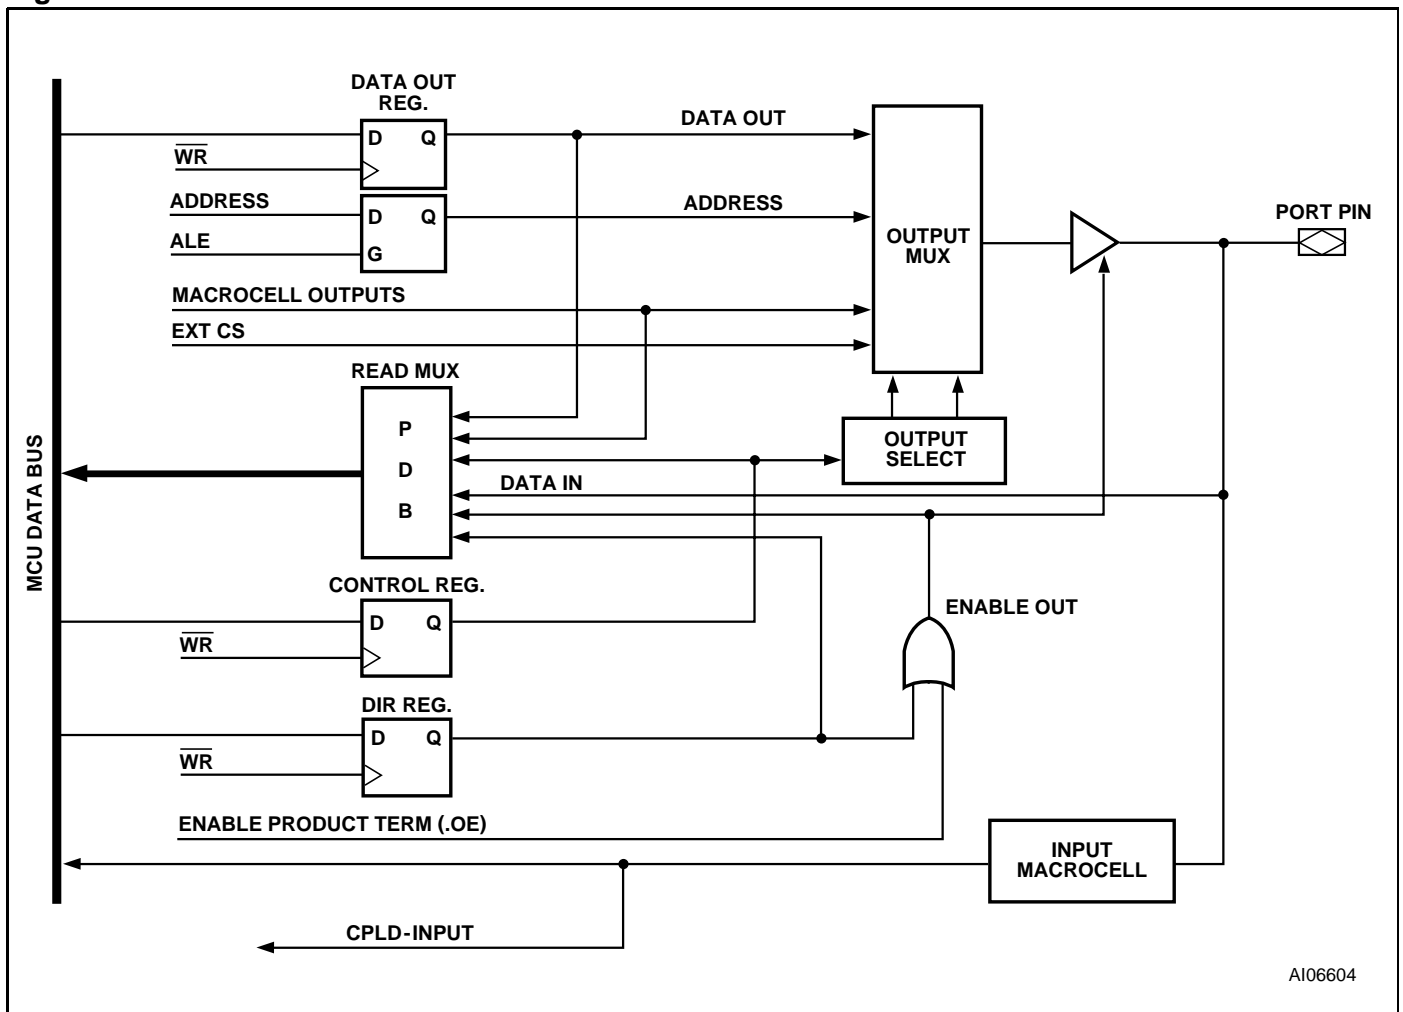 DATA OUT
REG.
D Q
WR
DATA OUT
ADDRESS
D Q
ADDRESS
ALE
G
OUTPUT
MUX
PORT PIN
MACROCELL OUTPUTS
EXT CS
READ MUX
P
D
B
OUTPUT
SELECT
DATA IN
MCU DATA BUS
CONTROL REG.
D Q
WR
ENABLE OUT
DIR REG.
D Q
WR
ENABLE PRODUCT TERM (.OE)
INPUT
MACROCELL
CPLD-INPUT
AI06604